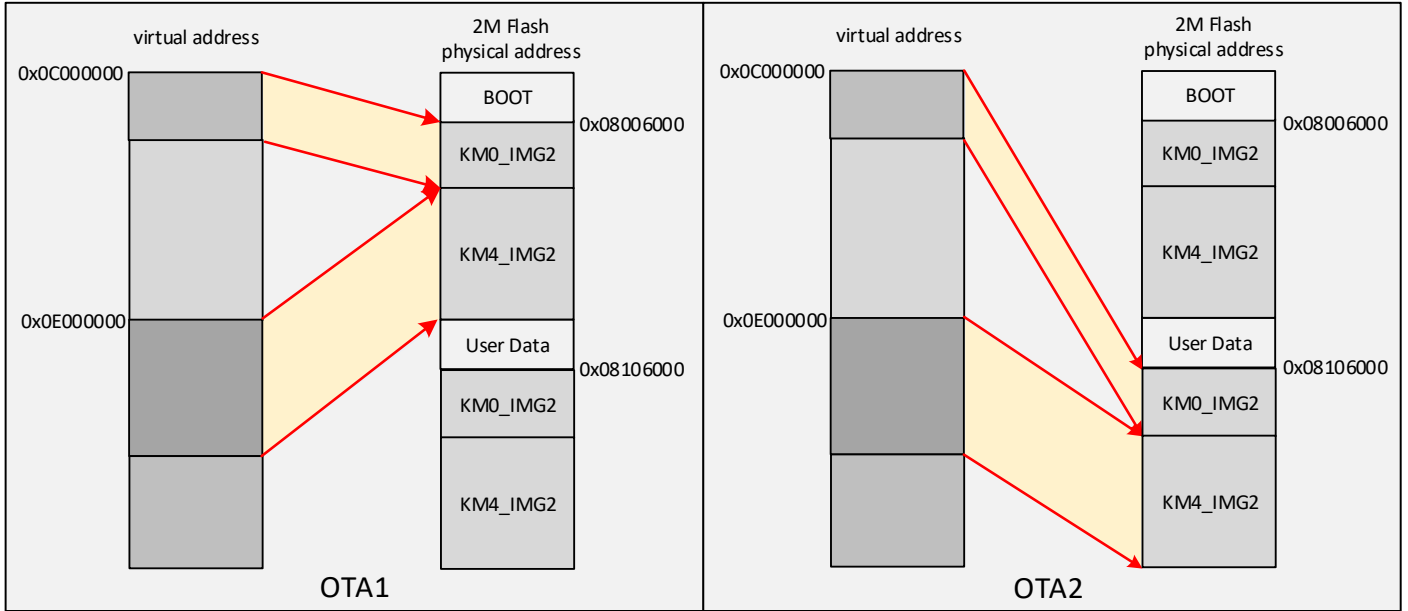 virtual address
2M Flash
physical address
0x0C000000
BOOT
0x08006000
KM0_IMG2
KM4_IMG2
0x0E000000
User Data
0x08106000
KM0_IMG2
KM4_IMG2
OTA1
virtual address
2M Flash
physical address
0x0C000000
BOOT
0x08006000
KM0_IMG2
KM4_IMG2
0x0E000000
User Data
0x08106000
KM0_IMG2
KM4_IMG2
OTA2